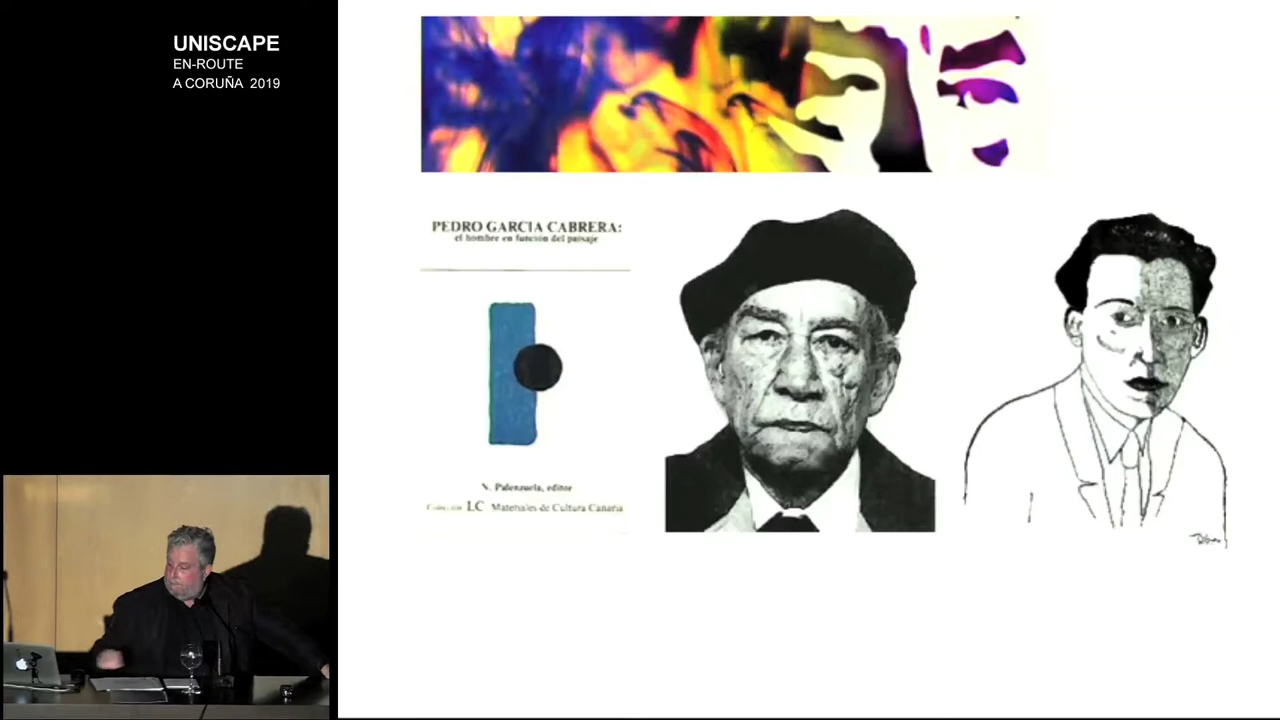 UNISCAPE
EN-ROUTE
A CORUÑA 2019
PEDRO GARCIA CABRERA:
el hombre en función del paisaje
N. Palenzuela, editor
Colección LC Materiales de Cultura Canaria